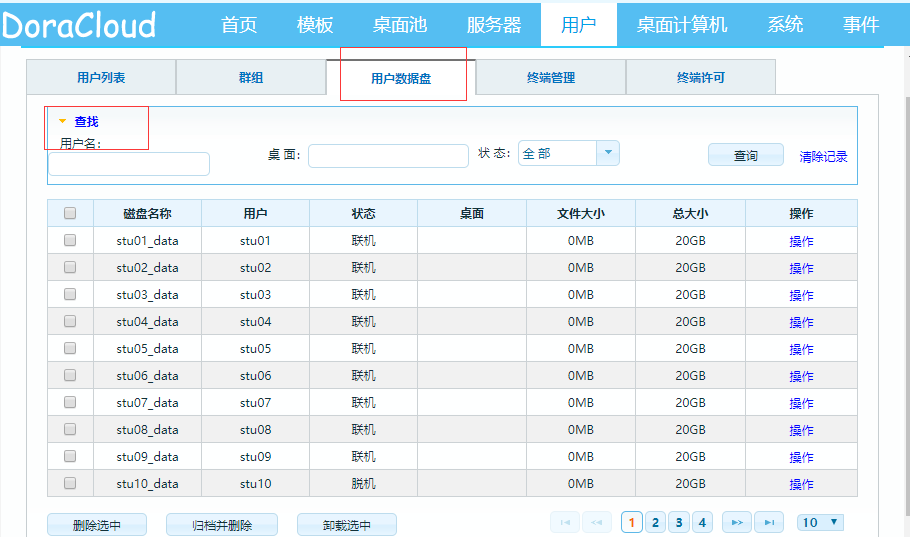 DoraCloud 首页 模板 桌面池 服务器 用户 桌面计算机 系统 事件
用户列表 群组 用户数据盘 终端管理 终端许可
查找
用户名: 桌 面: 状 态: 全 部 查询 清除记录
磁盘名称 用户 状态 桌面 文件大小 总大小 操作
stu01_data stu01 联机 0MB 20GB 操作
stu02_data stu02 联机 0MB 20GB 操作
stu03_data stu03 联机 0MB 20GB 操作
stu04_data stu04 联机 0MB 20GB 操作
stu05_data stu05 联机 0MB 20GB 操作
stu06_data stu06 联机 0MB 20GB 操作
stu07_data stu07 联机 0MB 20GB 操作
stu08_data stu08 联机 0MB 20GB 操作
stu09_data stu09 联机 0MB 20GB 操作
stu10_data stu10 脱机 0MB 20GB 操作
删除选中 归档并删除 卸载选中 1 2 3 4 10